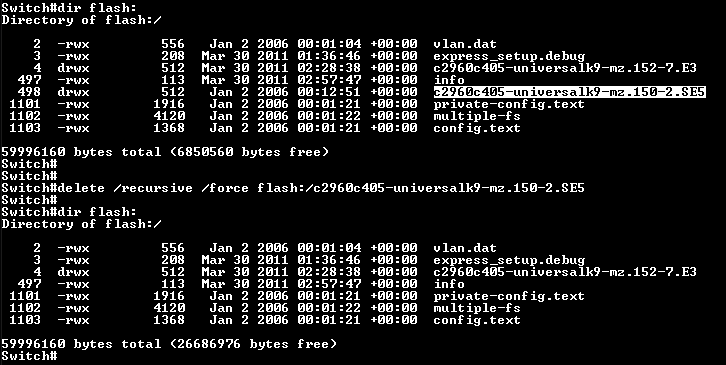 Switch#dir flash:
Directory of flash:/
2 -rwx 556 Jan 2 2006 00:01:04 +00:00 vlan.dat
3 -rwx 208 Mar 30 2011 01:36:46 +00:00 express_setup.debug
4 drwx 512 Mar 30 2011 02:28:38 +00:00 c2960c405-universalk9-mz.152-7.E3
497 -rwx 113 Mar 30 2011 02:57:47 +00:00 info
498 drwx 512 Jan 2 2006 00:12:51 +00:00 c2960c405-universalk9-mz.150-2.SE5
1101 -rwx 1916 Jan 2 2006 00:01:21 +00:00 private-config.text
1102 -rwx 4120 Jan 2 2006 00:01:22 +00:00 multiple-fs
1103 -rwx 1368 Jan 2 2006 00:01:21 +00:00 config.text
59996160 bytes total (6850560 bytes free)
Switch#
Switch#
Switch#delete /recursive /force flash:/c2960c405-universalk9-mz.150-2.SE5
Switch#
Switch#dir flash:
Directory of flash:/
2 -rwx 556 Jan 2 2006 00:01:04 +00:00 vlan.dat
3 -rwx 208 Mar 30 2011 01:36:46 +00:00 express_setup.debug
4 drwx 512 Mar 30 2011 02:28:38 +00:00 c2960c405-universalk9-mz.152-7.E3
497 -rwx 113 Mar 30 2011 02:57:47 +00:00 info
1101 -rwx 1916 Jan 2 2006 00:01:21 +00:00 private-config.text
1102 -rwx 4120 Jan 2 2006 00:01:22 +00:00 multiple-fs
1103 -rwx 1368 Jan 2 2006 00:01:21 +00:00 config.text
59996160 bytes total (26686976 bytes free)
Switch#